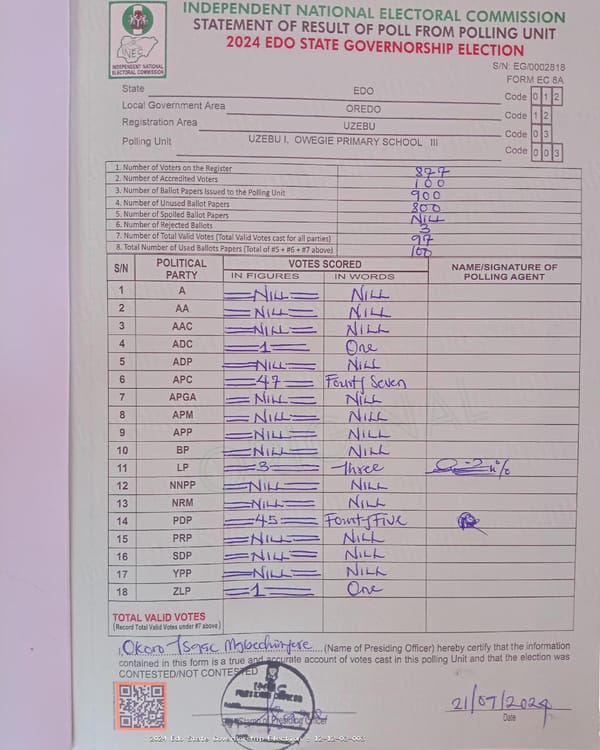 INDEPENDENT NATIONAL ELECTORAL COMMISSION
STATEMENT OF RESULT OF POLL FROM POLLING UNIT
2024 EDO STATE GOVERNORSHIP ELECTION
INEC
INDEPENDENT NATIONAL
ELECTORAL COMMISSION
S/N: EG/0002818
FORM EC 8A
State EDO Code 0 1 2
Local Government Area OREDO Code 1 2
Registration Area UZEBU Code 0 3
Polling Unit UZEBU I, OWEGIE PRIMARY SCHOOL III Code 0 0 3
1. Number of Voters on the Register 877
2. Number of Accredited Voters 100
3. Number of Ballot Papers Issued to the Polling Unit 900
4. Number of Unused Ballot Papers 800
5. Number of Spoiled Ballot Papers NILL
6. Number of Rejected Ballots 3
7. Number of Total Valid Votes (Total Valid Votes cast for all parties) 97
8. Total Number of Used Ballots Papers (Total of #5 + #6 + #7 above) 100
S/N POLITICAL PARTY VOTES SCORED NAME/SIGNATURE OF POLLING AGENT
IN FIGURES IN WORDS
1 A NILL NILL
2 AA NILL NILL
3 AAC NILL NILL
4 ADC 1 One
5 ADP NILL NILL
6 APC 47 Fourty Seven
7 APGA NILL NILL
8 APM NILL NILL
9 APP NILL NILL
10 BP NILL NILL
11 LP 3 three
12 NNPP NILL NILL
13 NRM NILL NILL
14 PDP 45 Fourty Five
15 PRP NILL NILL
16 SDP NILL NILL
17 YPP NILL NILL
18 ZLP 1 One
TOTAL VALID VOTES
(Record Total Valid Votes under #7 above)
I, Okoro Isaac (Name of Presiding Officer) hereby certify that the information
contained in this form is a true and accurate account of votes cast in this polling Unit and that the election was
CONTESTED/NOT CONTESTED
INEC
PRESIDING OFFICER
21/09/2024
Signature of Presiding Officer Date
2024 Edo State Governorship Election - 12-12-03-003